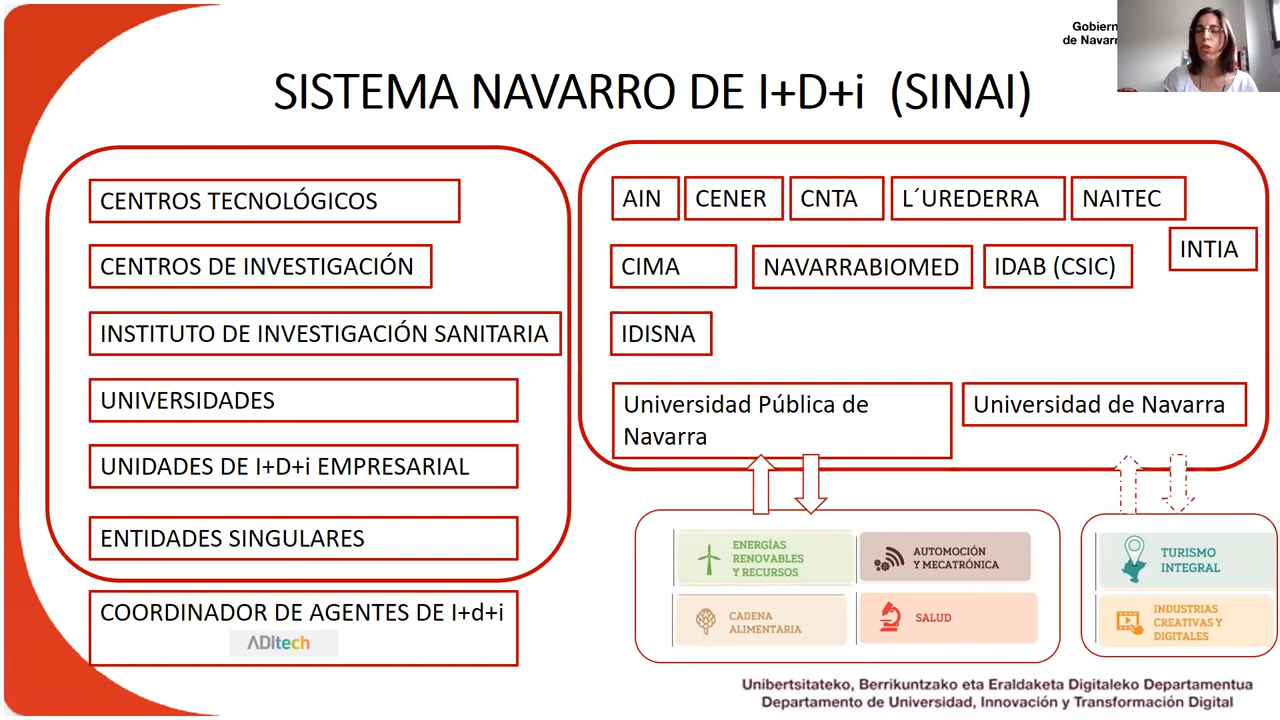 Gobier
de Navarr
SISTEMA NAVARRO DE I+D+i (SINAI)
CENTROS TECNOLÓGICOS
CENTROS DE INVESTIGACIÓN
INSTITUTO DE INVESTIGACIÓN SANITARIA
UNIVERSIDADES
UNIDADES DE I+D+i EMPRESARIAL
ENTIDADES SINGULARES
COORDINADOR DE AGENTES DE I+d+i
ADItech
AIN
CENER
CNTA
L´UREDERRA
NAITEC
INTIA
CIMA
NAVARRABIOMED
IDAB (CSIC)
IDISNA
Universidad Pública de
Navarra
Universidad de Navarra
ENERGÍAS
RENOVABLES
Y RECURSOS
AUTOMOCIÓN
Y MECATRÓNICA
CADENA
ALIMENTARIA
SALUD
TURISMO
INTEGRAL
INDUSTRIAS
CREATIVAS Y
DIGITALES
Unibertsitateko, Berrikuntzako eta Eraldaketa Digitaleko Departamentua
Departamento de Universidad, Innovación y Transformación Digital